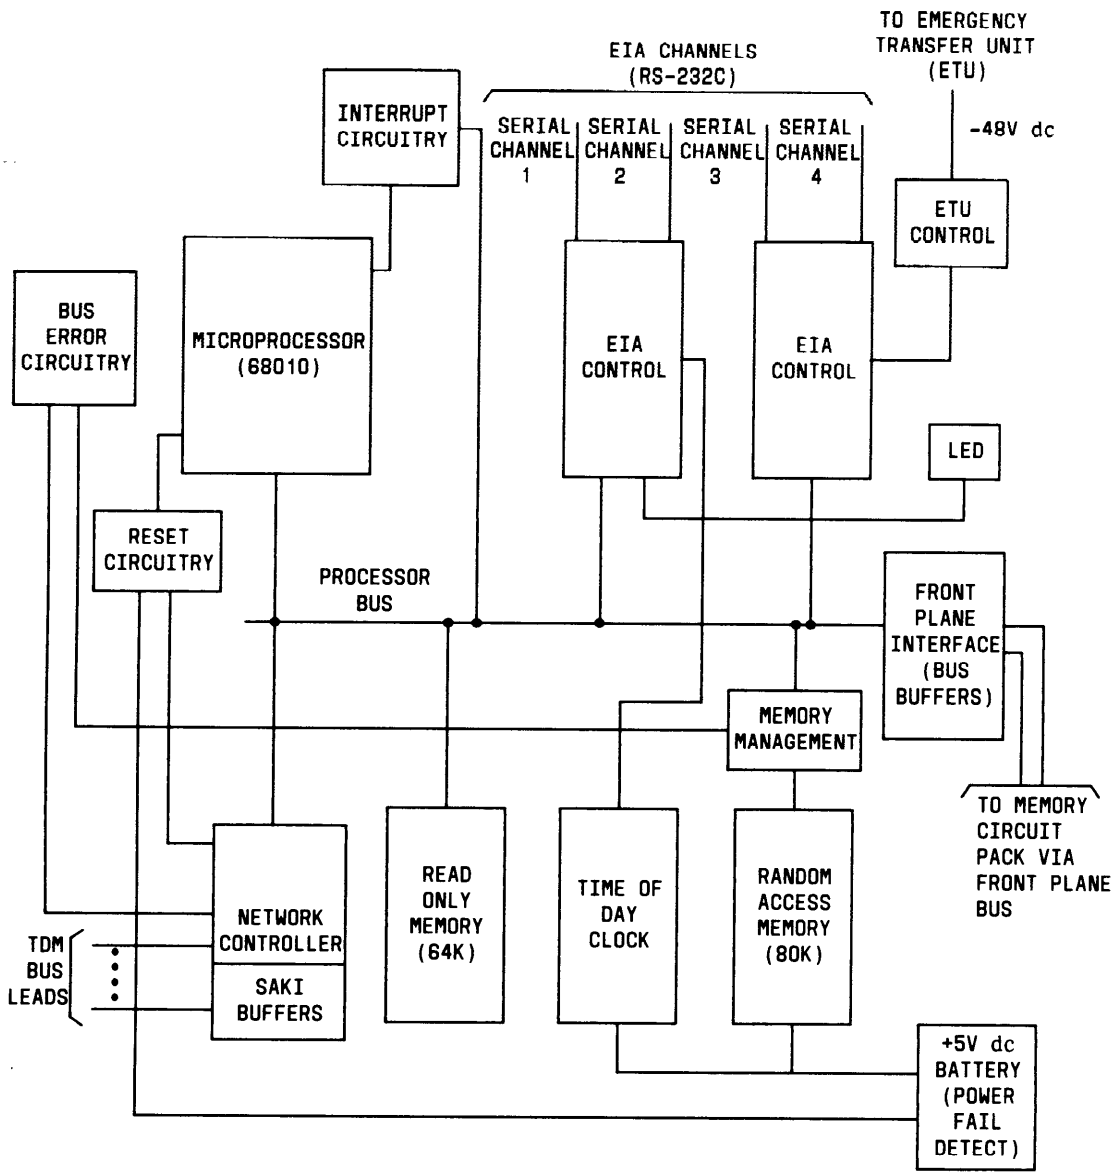 TO EMERGENCY
TRANSFER UNIT
(ETU)
EIA CHANNELS
(RS-232C)
-48V dc
INTERRUPT
CIRCUITRY
SERIAL
CHANNEL
1
SERIAL
CHANNEL
2
SERIAL
CHANNEL
3
SERIAL
CHANNEL
4
ETU
CONTROL
BUS
ERROR
CIRCUITRY
MICROPROCESSOR
(68010)
EIA
CONTROL
EIA
CONTROL
LED
RESET
CIRCUITRY
PROCESSOR
BUS
FRONT
PLANE
INTERFACE
(BUS
BUFFERS)
MEMORY
MANAGEMENT
TO MEMORY
CIRCUIT
PACK VIA
FRONT PLANE
BUS
NETWORK
CONTROLLER
SAKI
BUFFERS
TDM
BUS
LEADS
READ
ONLY
MEMORY
(64K)
TIME OF
DAY
CLOCK
RANDOM
ACCESS
MEMORY
(80K)
+5V dc
BATTERY
(POWER
FAIL
DETECT)